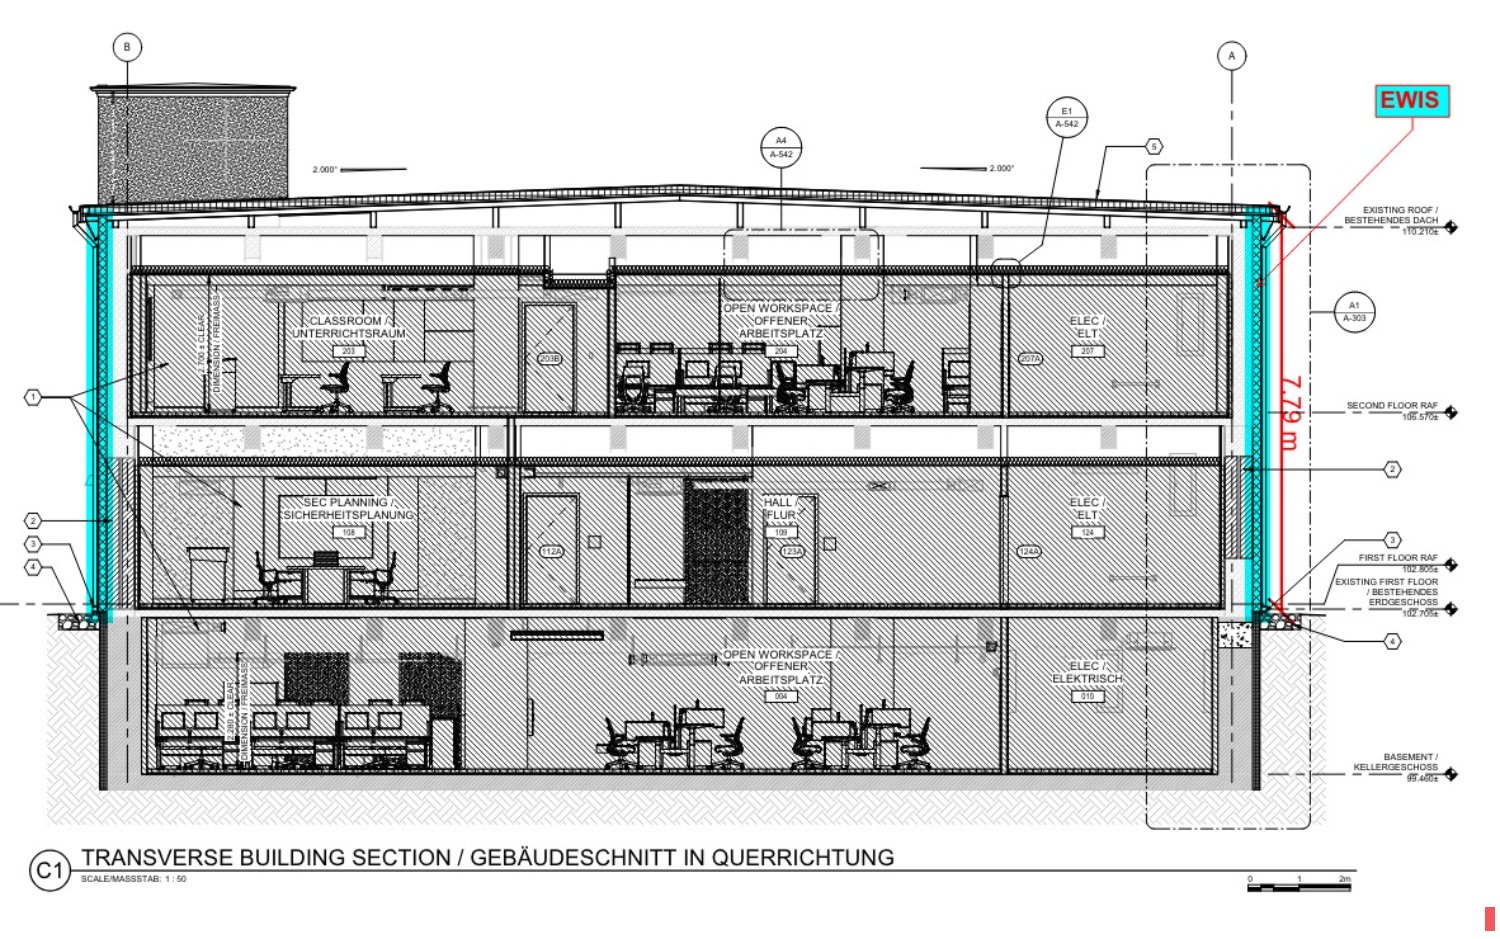 B
A
EWIS
E1
A-542
A4
A-542
5
2.000°
2.000°
EXISTING ROOF /
BESTEHENDES DACH
110.210±
A1
A-303
CLASSROOM /
UNTERRICHTSRAUM
203
2.700 ± CLEAR
DIMENSION / FREIMASS
203B
OPEN WORKSPACE /
OFFENER
ARBEITSPLATZ
204
207A
ELEC /
ELT
207
7.79 m
1
SECOND FLOOR RAF
106.570±
2
2
3
4
SEC PLANNING /
SICHERHEITSPLANUNG
108
112A
HALL /
FLUR
109
123A
124A
ELEC /
ELT
124
3
FIRST FLOOR RAF
102.805±
EXISTING FIRST FLOOR
/ BESTEHENDES
ERDGESCHOSS
102.705±
4
2.280 ± CLEAR
DIMENSION / FREIMASS
OPEN WORKSPACE /
OFFENER
ARBEITSPLATZ
004
ELEC /
ELEKTRISCH
010
BASEMENT /
KELLERGESCHOSS
99.460±
C1
TRANSVERSE BUILDING SECTION / GEBÄUDESCHNITT IN QUERRICHTUNG
SCALE/MASSSTAB: 1 : 50
0 1 2m